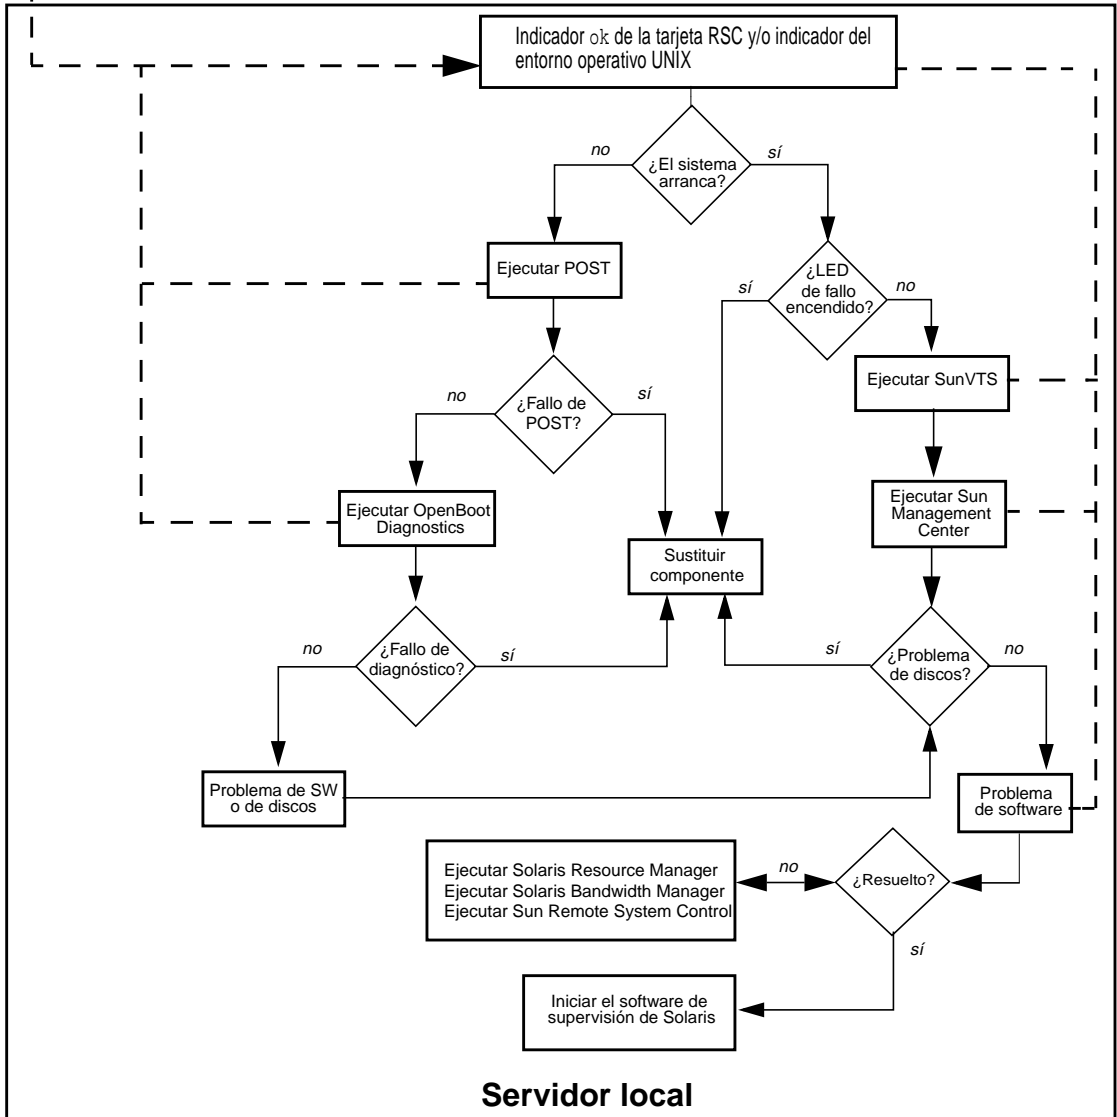 Indicador ok de la tarjeta RSC y/o indicador del
entorno operativo UNIX
no
sí
¿El sistema
arranca?
Ejecutar POST
¿LED
de fallo
encendido?
sí
no
Ejecutar SunVTS
¿Fallo de
POST?
no
sí
Ejecutar OpenBoot
Diagnostics
Ejecutar Sun
Management
Center
Sustituir
componente
¿Fallo de
diagnóstico?
no
sí
¿Problema
de discos?
sí
no
Problema de SW
o de discos
Problema
de software
Ejecutar Solaris Resource Manager
Ejecutar Solaris Bandwidth Manager
Ejecutar Sun Remote System Control
no
¿Resuelto?
sí
Iniciar el software de
supervisión de Solaris
Servidor local